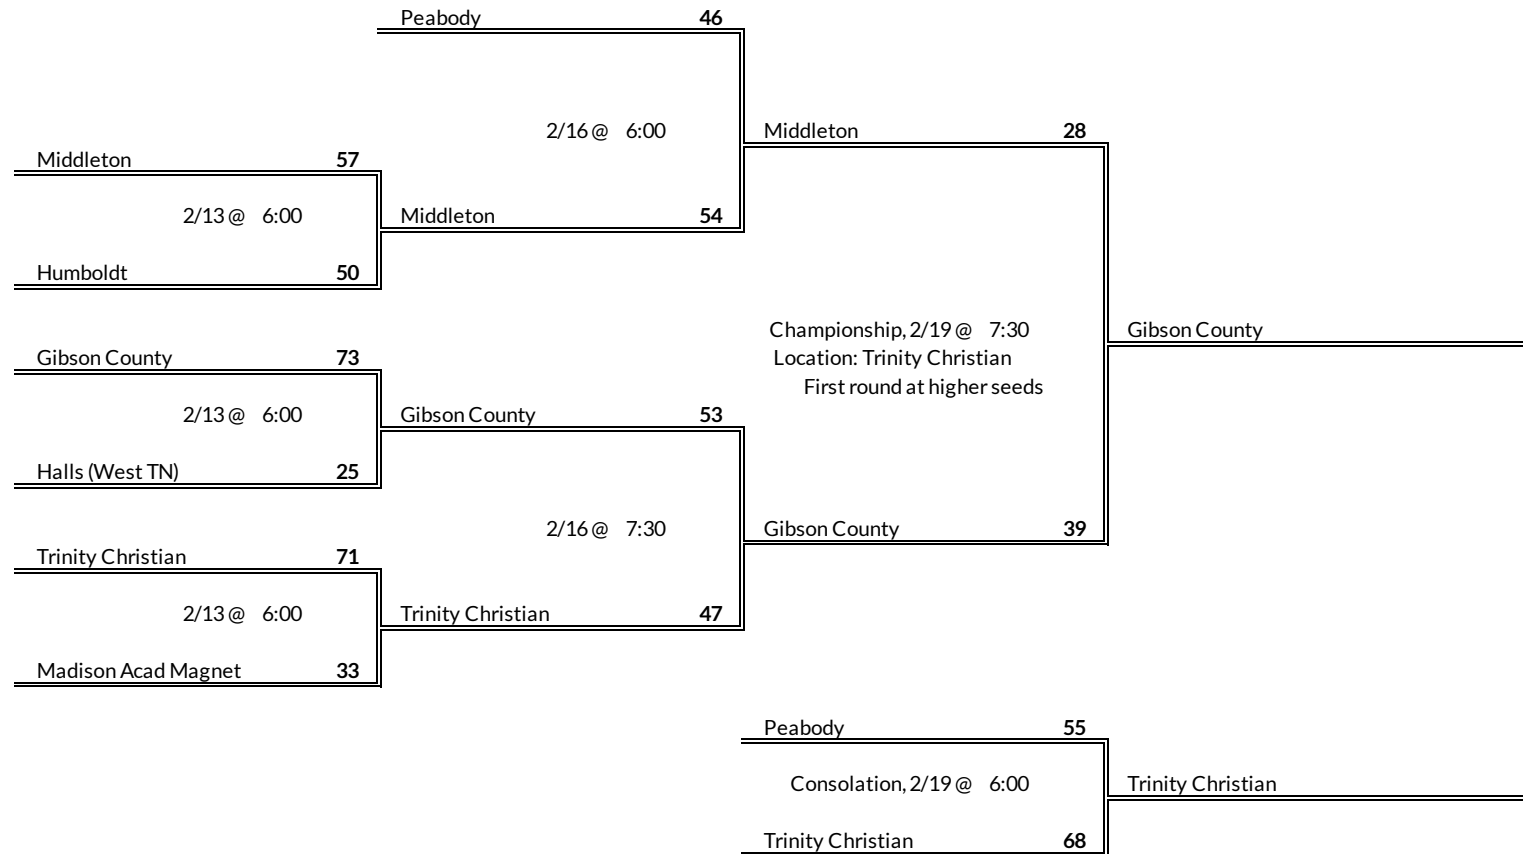 Peabody 46
2/16 @ 6:00
Middleton 28
Middleton 57
2/13 @ 6:00
Middleton 54
Humboldt 50
Championship, 2/19 @ 7:30
Gibson County
Gibson County 73
Location: Trinity Christian
First round at higher seeds
2/13 @ 6:00
Gibson County 53
Halls (West TN) 25
2/16 @ 7:30
Gibson County 39
Trinity Christian 71
2/13 @ 6:00
Trinity Christian 47
Madison Acad Magnet 33
Peabody 55
Consolation, 2/19 @ 6:00
Trinity Christian
Trinity Christian 68